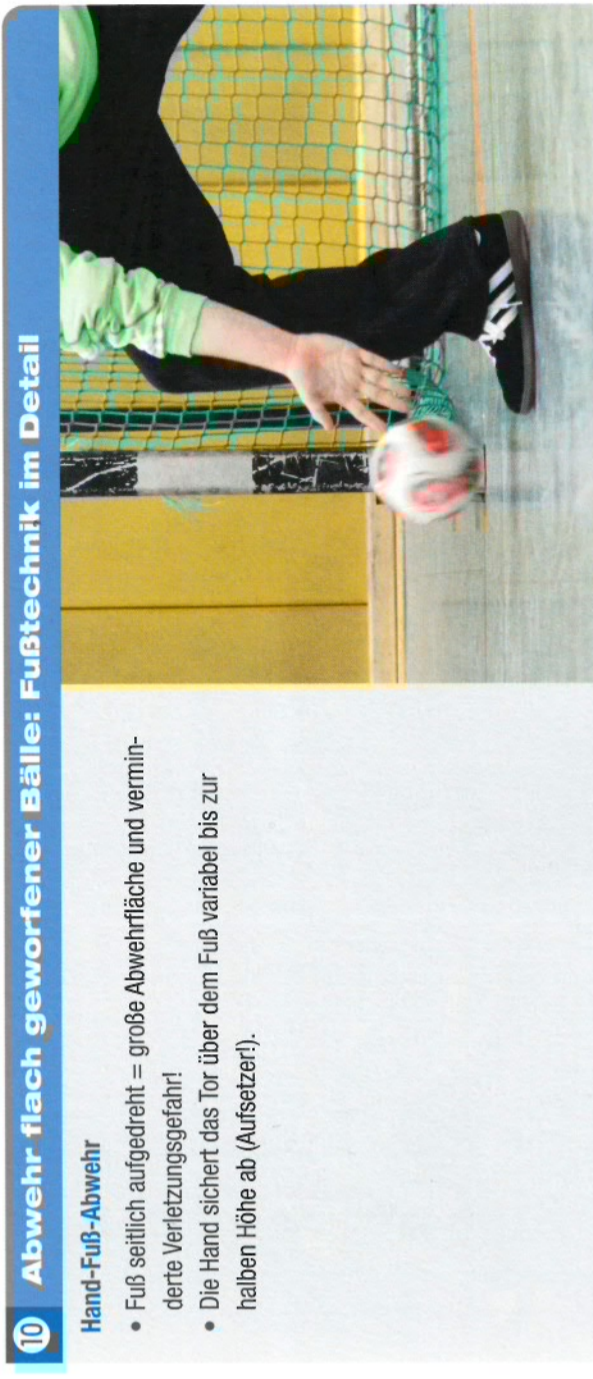 10 Abwehr flach geworfener Bälle: Fußtechnik im Detail
Hand-Fuß-Abwehr
• Fuß seitlich aufgedreht = große Abwehrfläche und vermin-
derte Verletzungsgefahr!
• Die Hand sichert das Tor über dem Fuß variabel bis zur
halben Höhe ab (Aufsetzer!).